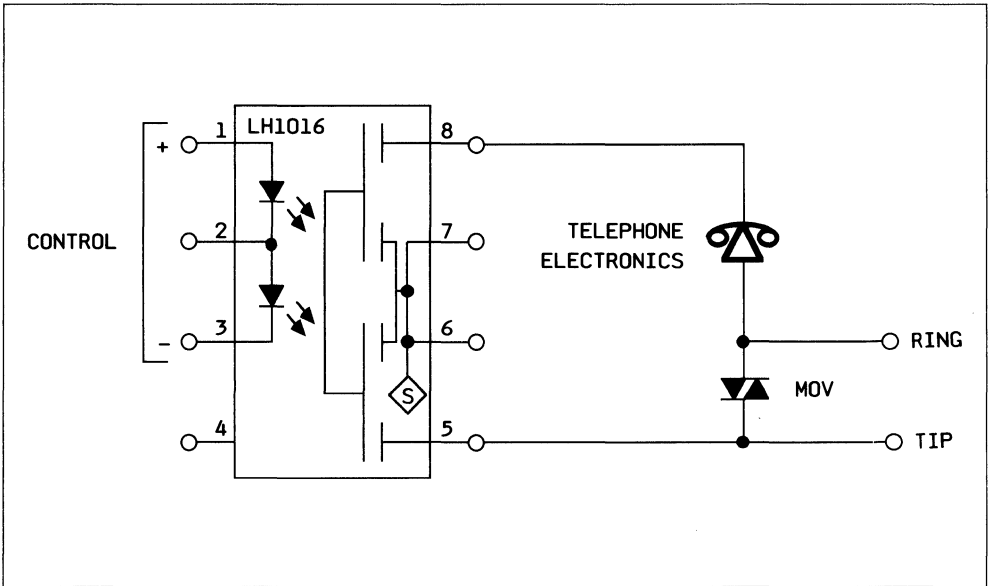 LH1016
1
8
+
2
7
CONTROL
TELEPHONE
ELECTRONICS
3
6
−
RING
MOV
S
4
5
TIP